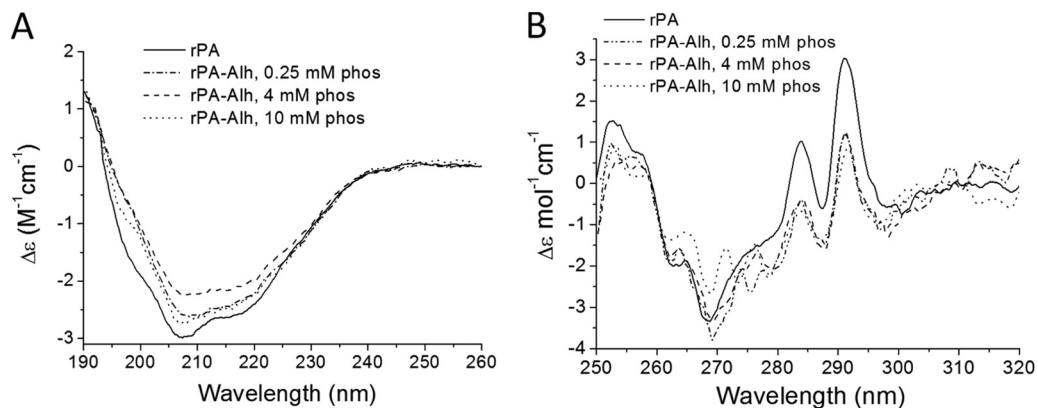 A
rPA
rPA-Alh, 0.25 mM phos
rPA-Alh, 4 mM phos
rPA-Alh, 10 mM phos
2
1
0
-1
-2
-3
Δε (M⁻¹cm⁻¹)
190 200 210 220 230 240 250 260
Wavelength (nm)
B
rPA
rPA-Alh, 0.25 mM phos
rPA-Alh, 4 mM phos
rPA-Alh, 10 mM phos
3
2
1
0
-1
-2
-3
-4
Δε mol⁻¹cm⁻¹
250 260 270 280 290 300 310 320
Wavelength (nm)